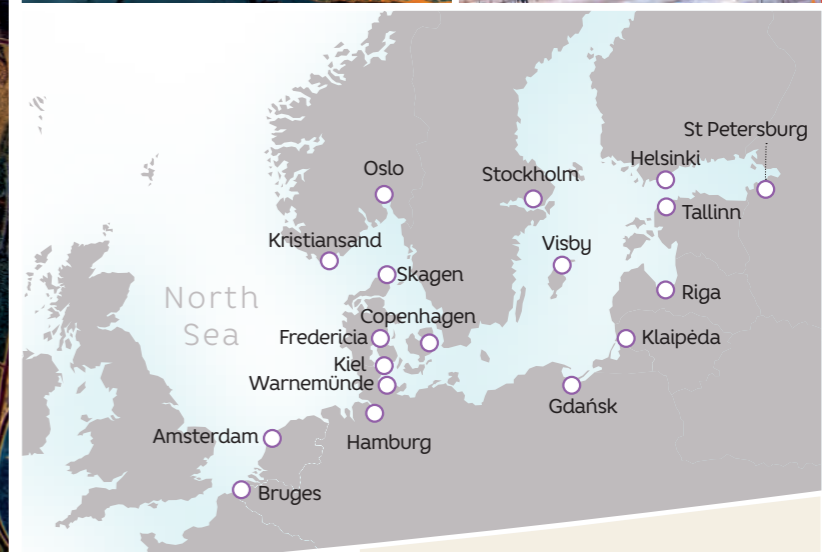 St Petersburg
Helsinki
Oslo
Stockholm
Tallinn
Kristiansand
Visby
Skagen
North
Sea
Riga
Copenhagen
Fredericia
Klaipėda
Kiel
Warnemünde
Gdańsk
Amsterdam
Hamburg
Bruges